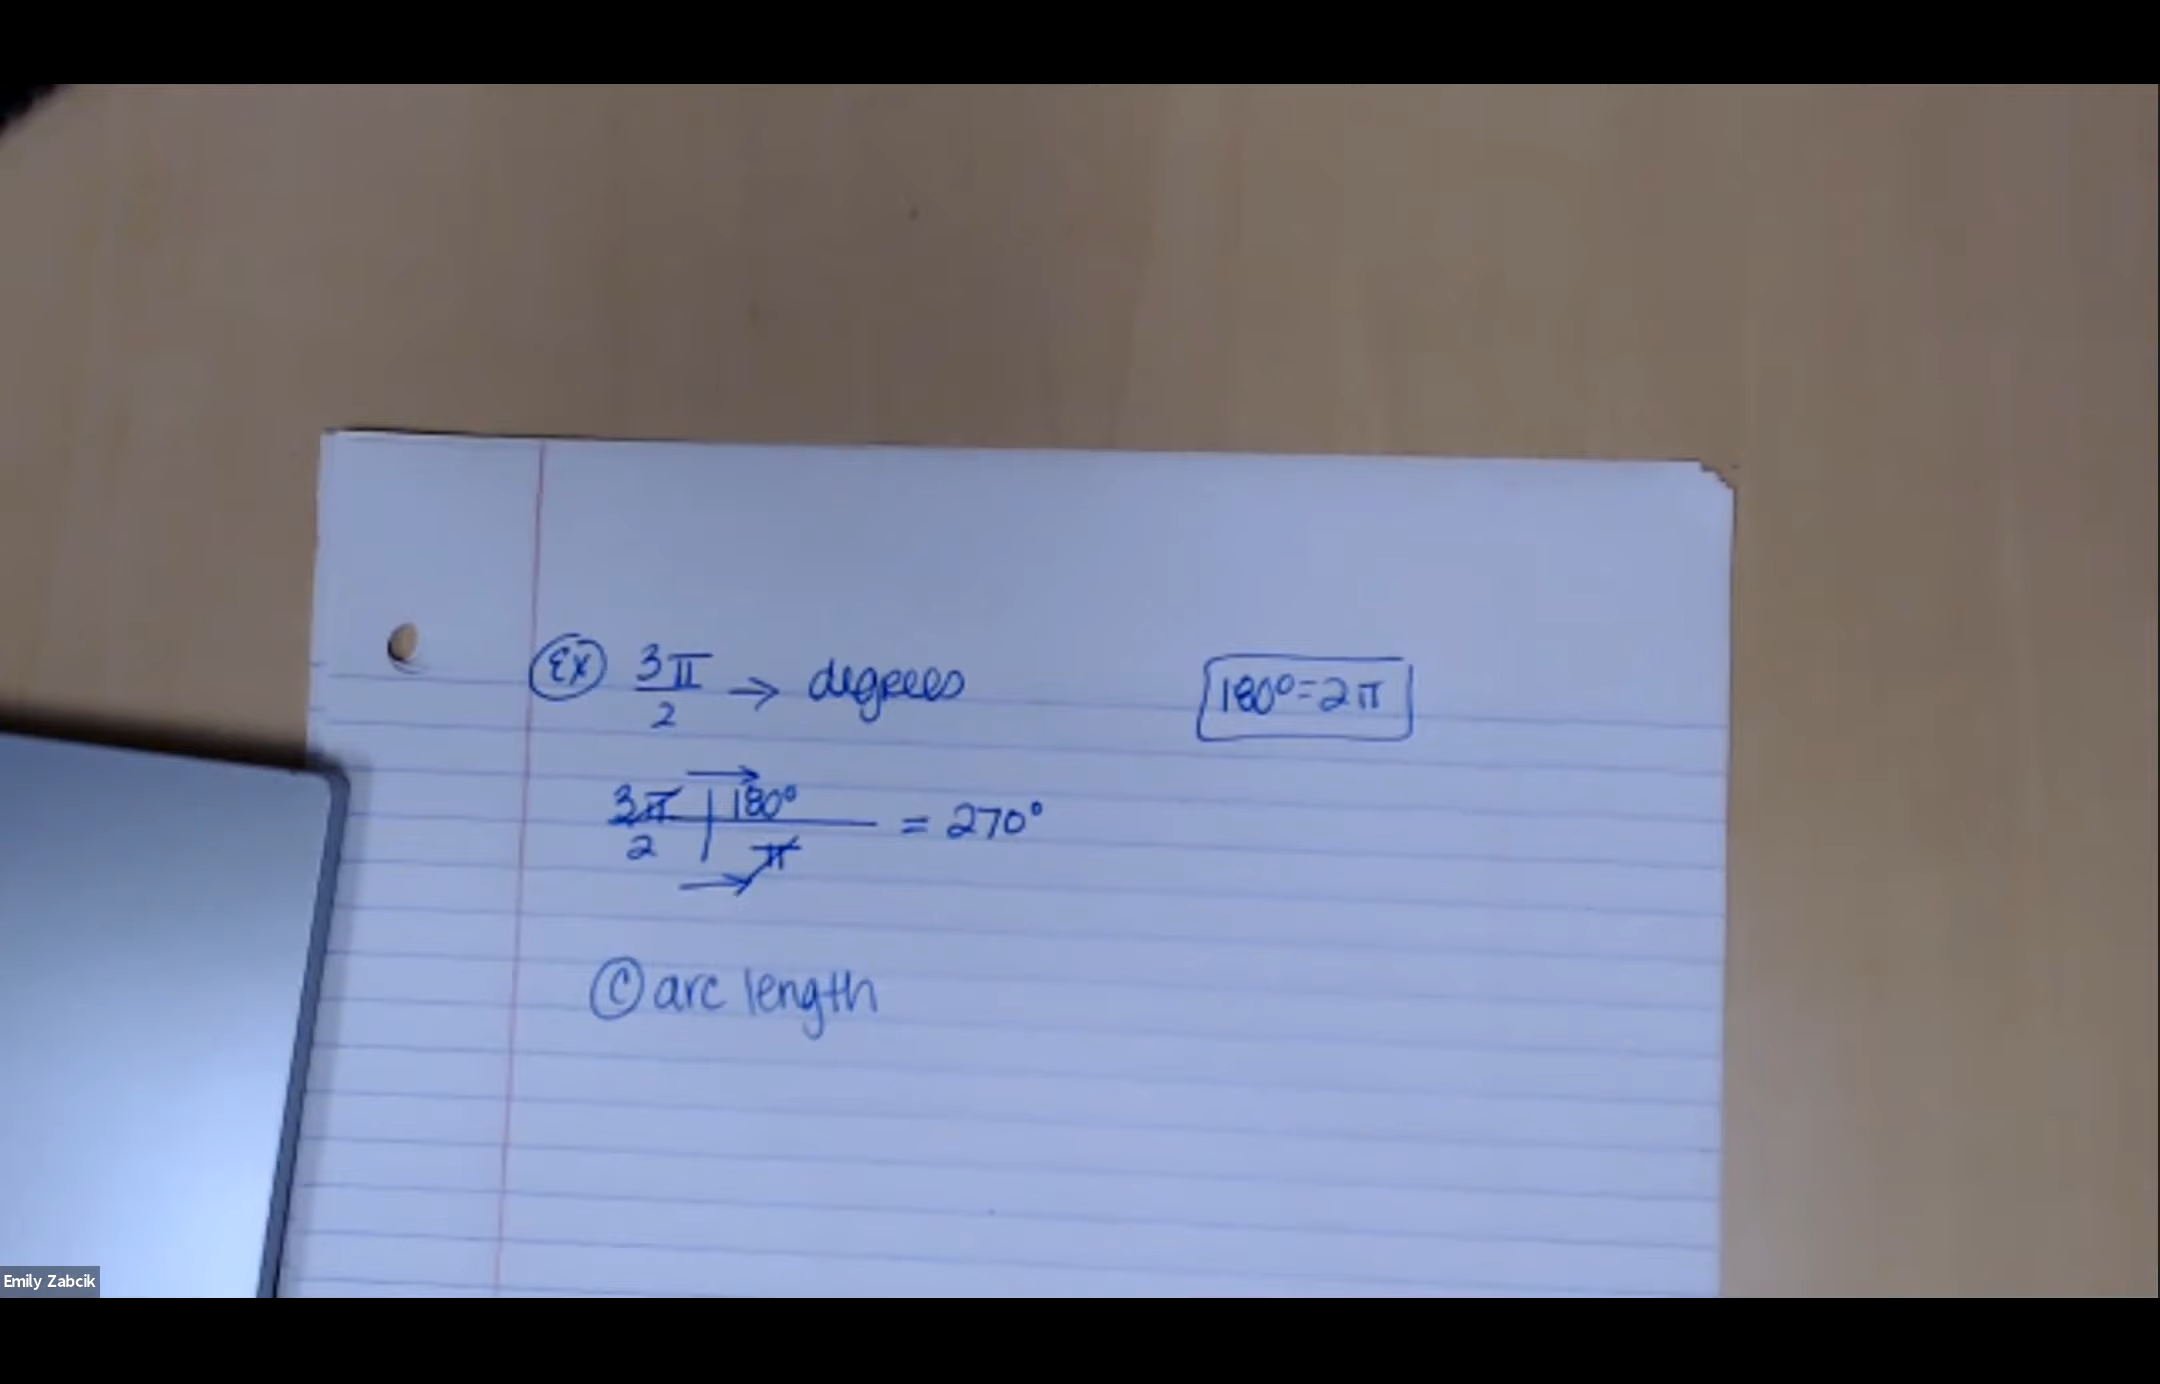 Ex 3π/2 → degrees
180° = 2π
3π/2 | 180°/π = 270°
C arc length
Emily Zabcik